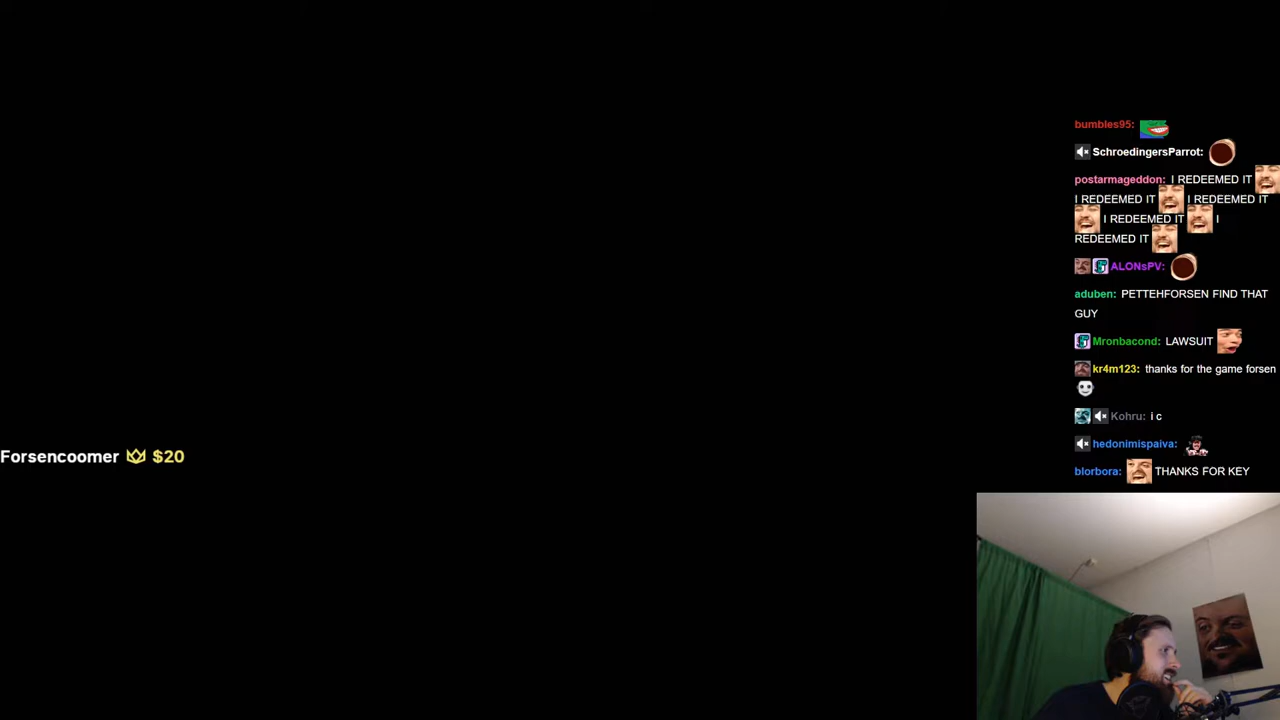 bumbles95:
SchroedingersParrot:
postarmageddon: I REDEEMED IT
I REDEEMED IT I REDEEMED IT
I REDEEMED IT I
REDEEMED IT
ALONsPV:
aduben: PETTEHFORSEN FIND THAT
GUY
Mronbacond: LAWSUIT
kr4m123: thanks for the game forsen
Kohru: i c
hedonimispaiva:
blorbora: THANKS FOR KEY
Forsencoomer $20